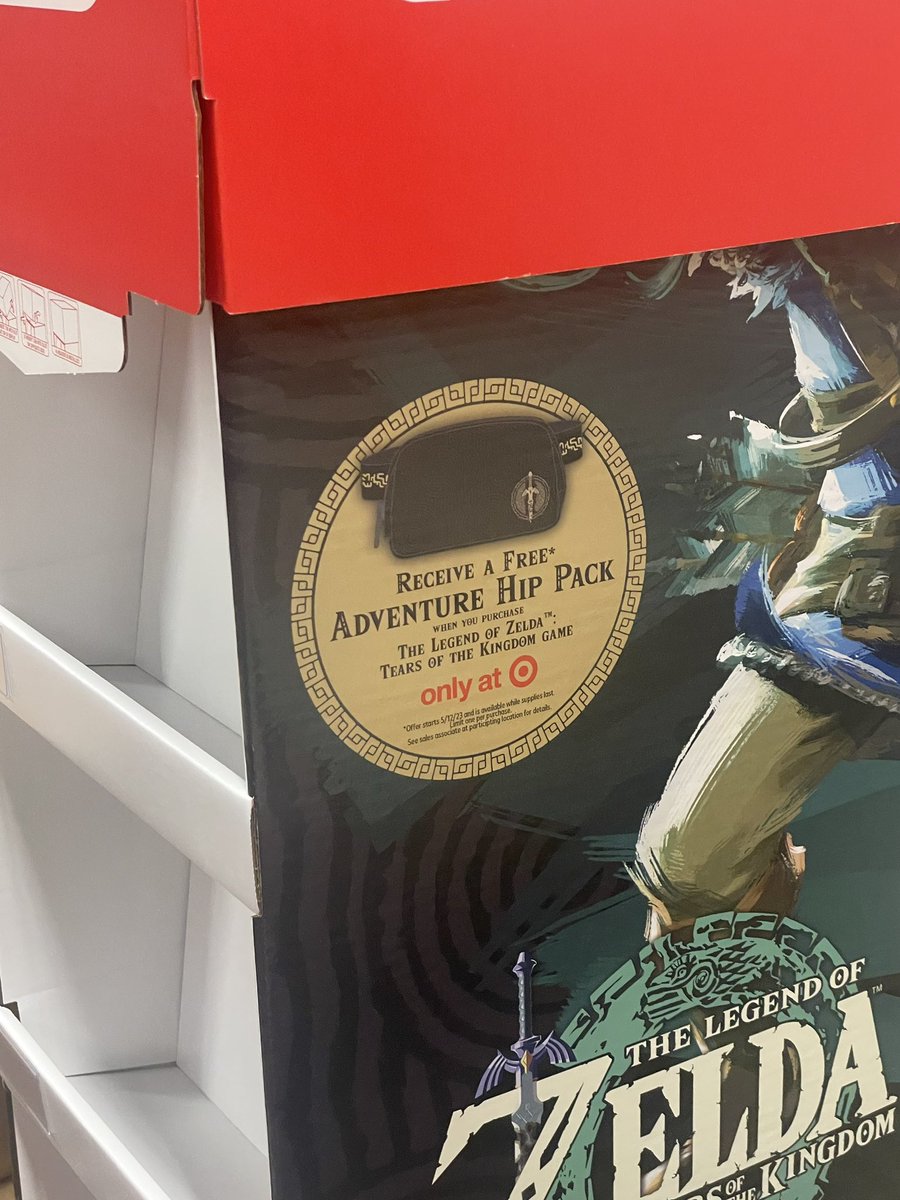 RECEIVE A FREE*
ADVENTURE HIP PACK
WHEN YOU PURCHASE
THE LEGEND OF ZELDA™:
TEARS OF THE KINGDOM GAME
only at
*Offer starts 5/12/23 and is available while supplies last.
Limit one per purchase.
See sales associate at participating location for details.
THE LEGEND OF
ZELDA™
OF THE KINGDOM